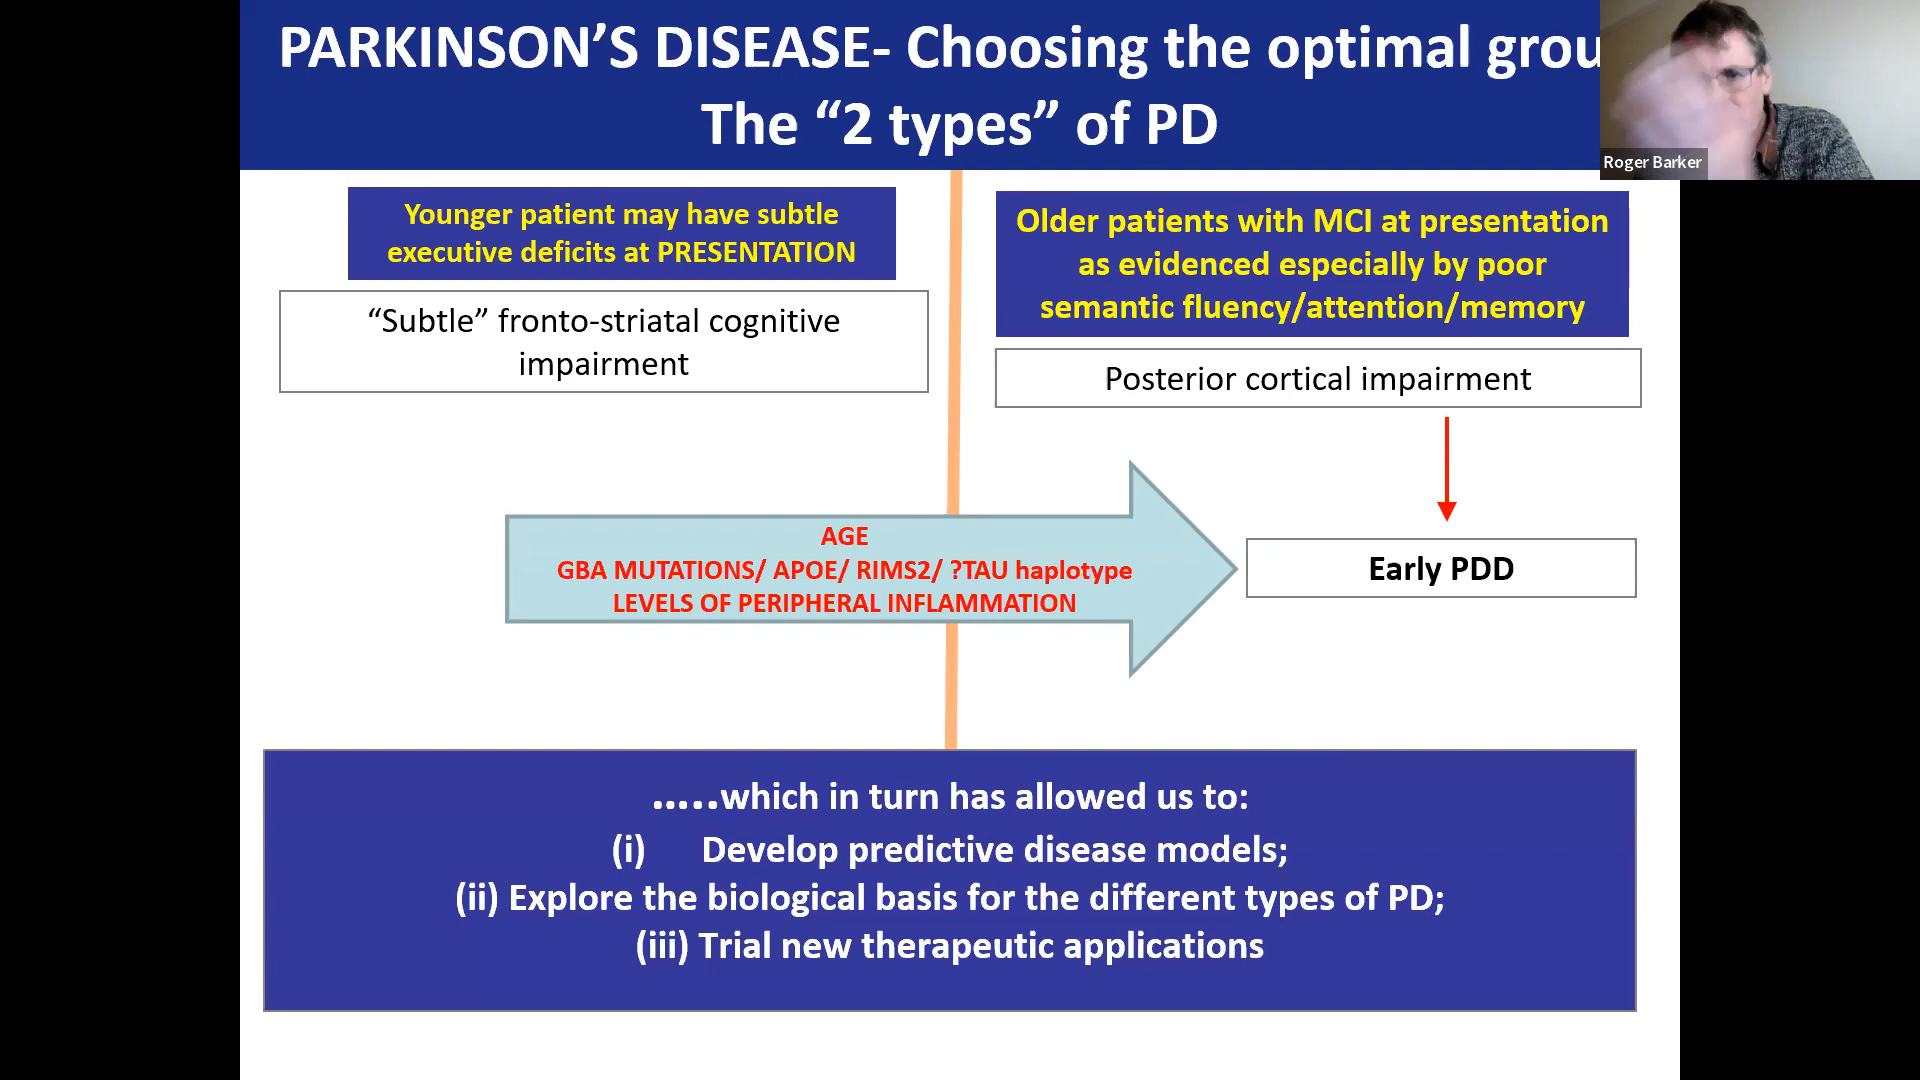 PARKINSON’S DISEASE- Choosing the optimal grou
The “2 types” of PD
Roger Barker
Younger patient may have subtle
executive deficits at PRESENTATION
“Subtle” fronto-striatal cognitive
impairment
Older patients with MCI at presentation
as evidenced especially by poor
semantic fluency/attention/memory
Posterior cortical impairment
AGE
GBA MUTATIONS/ APOE/ RIMS2/ ?TAU haplotype
LEVELS OF PERIPHERAL INFLAMMATION
Early PDD
…..which in turn has allowed us to:
(i) Develop predictive disease models;
(ii) Explore the biological basis for the different types of PD;
(iii) Trial new therapeutic applications